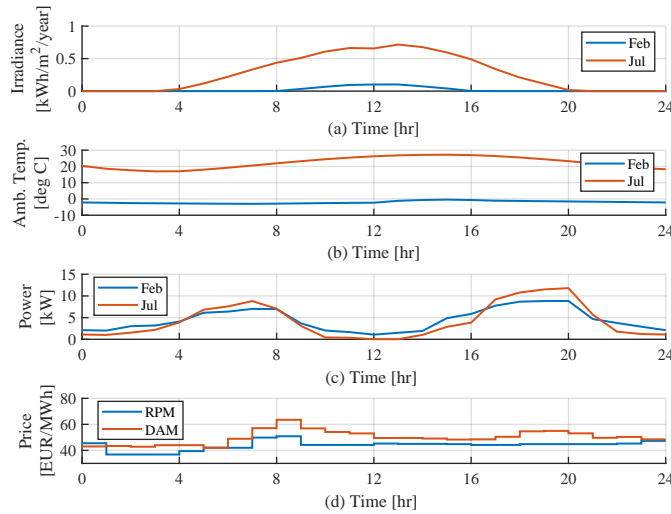 Irradiance
[kWh/m²/year]
1
0.5
0
Feb
Jul
0 4 8 12 16 20 24
(a) Time [hr]
Amb. Temp.
[deg C]
30
20
10
0
-10
Feb
Jul
0 4 8 12 16 20 24
(b) Time [hr]
Power
[kW]
15
10
5
0
Feb
Jul
0 4 8 12 16 20 24
(c) Time [hr]
Price
[EUR/MWh]
80
60
40
RPM
DAM
0 4 8 12 16 20 24
(d) Time [hr]